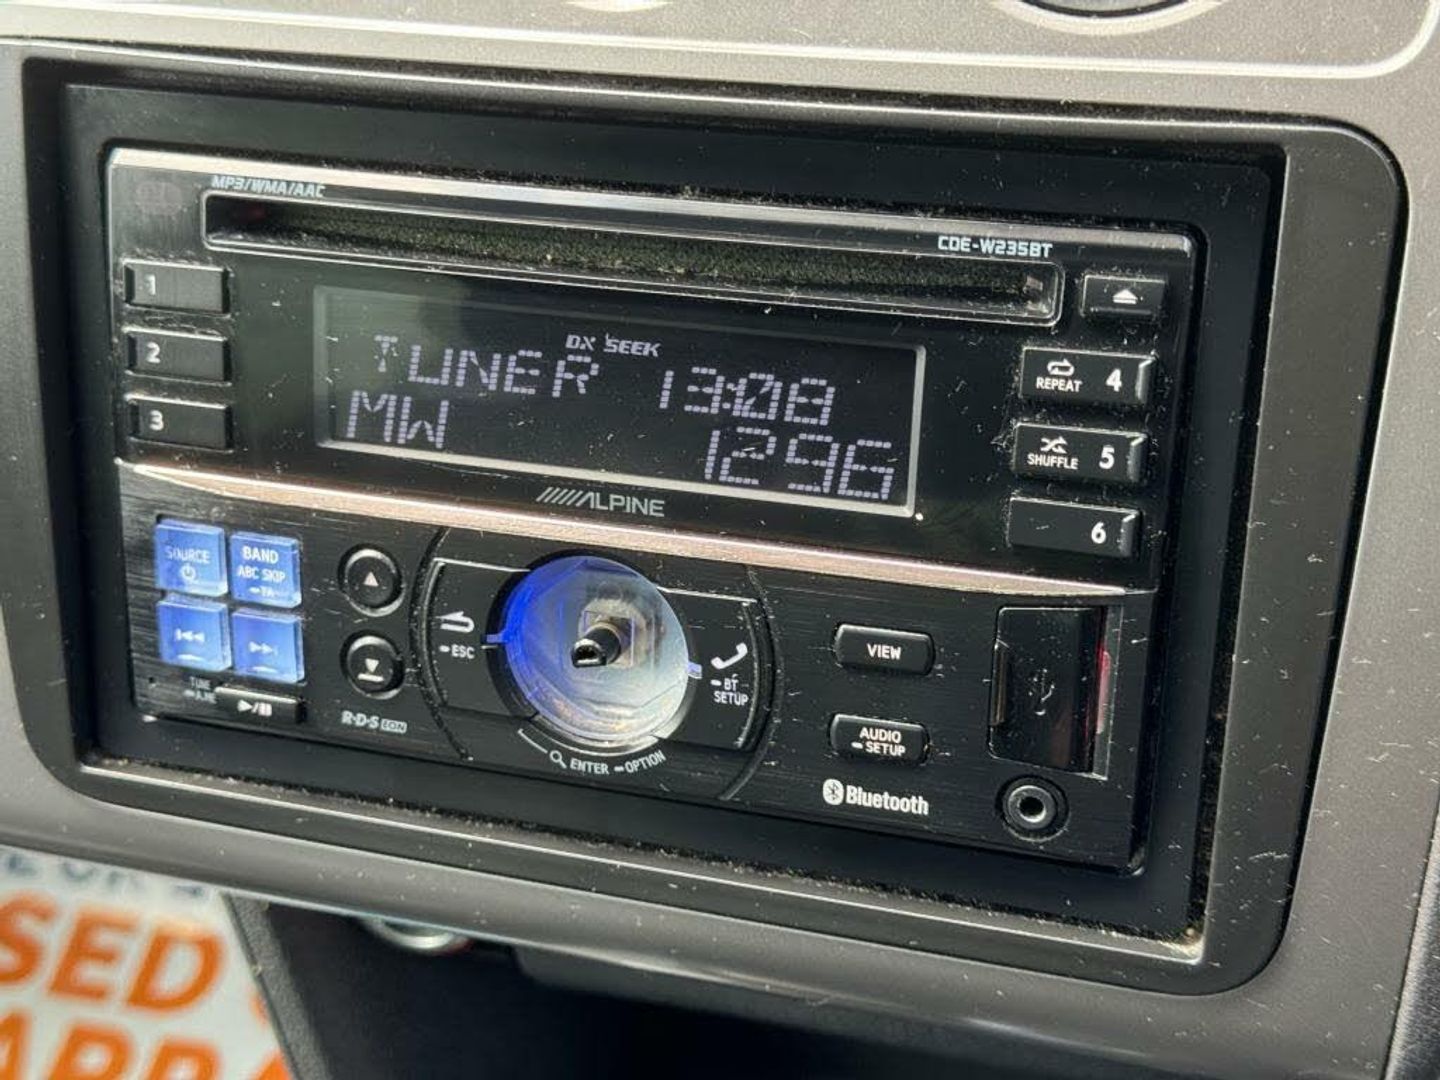 MP3/WMA/AAC
CDE-W235BT
1
2
3
DX SEEK
TUNER 13:08
MW 1296
REPEAT 4
SHUFFLE 5
6
ALPINE
SOURCE
BAND
ABC SKIP
TA
TUNE
A.ME
R·D·S EON
ESC
BT
SETUP
ENTER OPTION
VIEW
AUDIO
SETUP
Bluetooth
SED